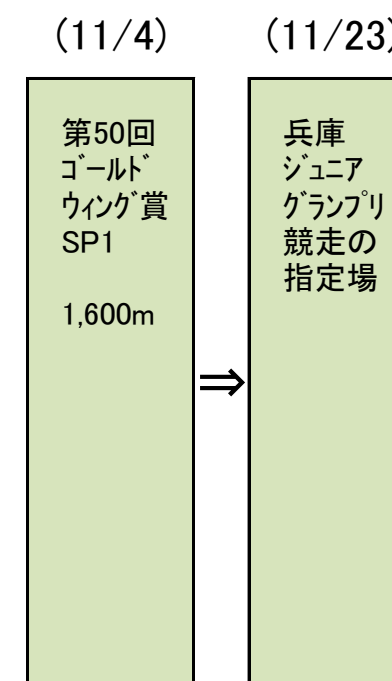 (11/4)
第50回
ｺﾞｰﾙﾄﾞ
ｳｨﾝｸﾞ賞
SP1
1,600m
⇒
(11/23)
兵庫
ｼﾞｭﾆｱ
ｸﾞﾗﾝﾌﾟﾘ
競走の
指定場